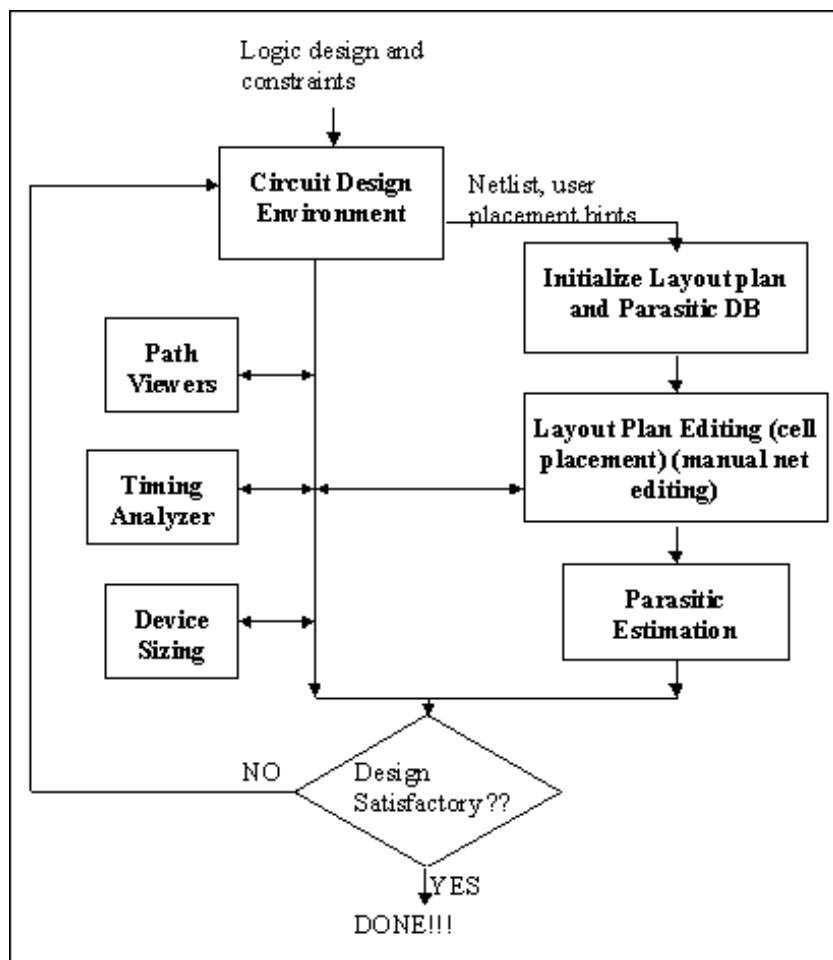 Logic design and
constraints
Circuit Design
Environment
Netlist, user
placement hints
Initialize Layout plan
and Parasitic DB
Path
Viewers
Layout Plan Editing (cell
placement) (manual net
editing)
Timing
Analyzer
Device
Sizing
Parasitic
Estimation
NO
Design
Satisfactory??
YES
DONE!!!